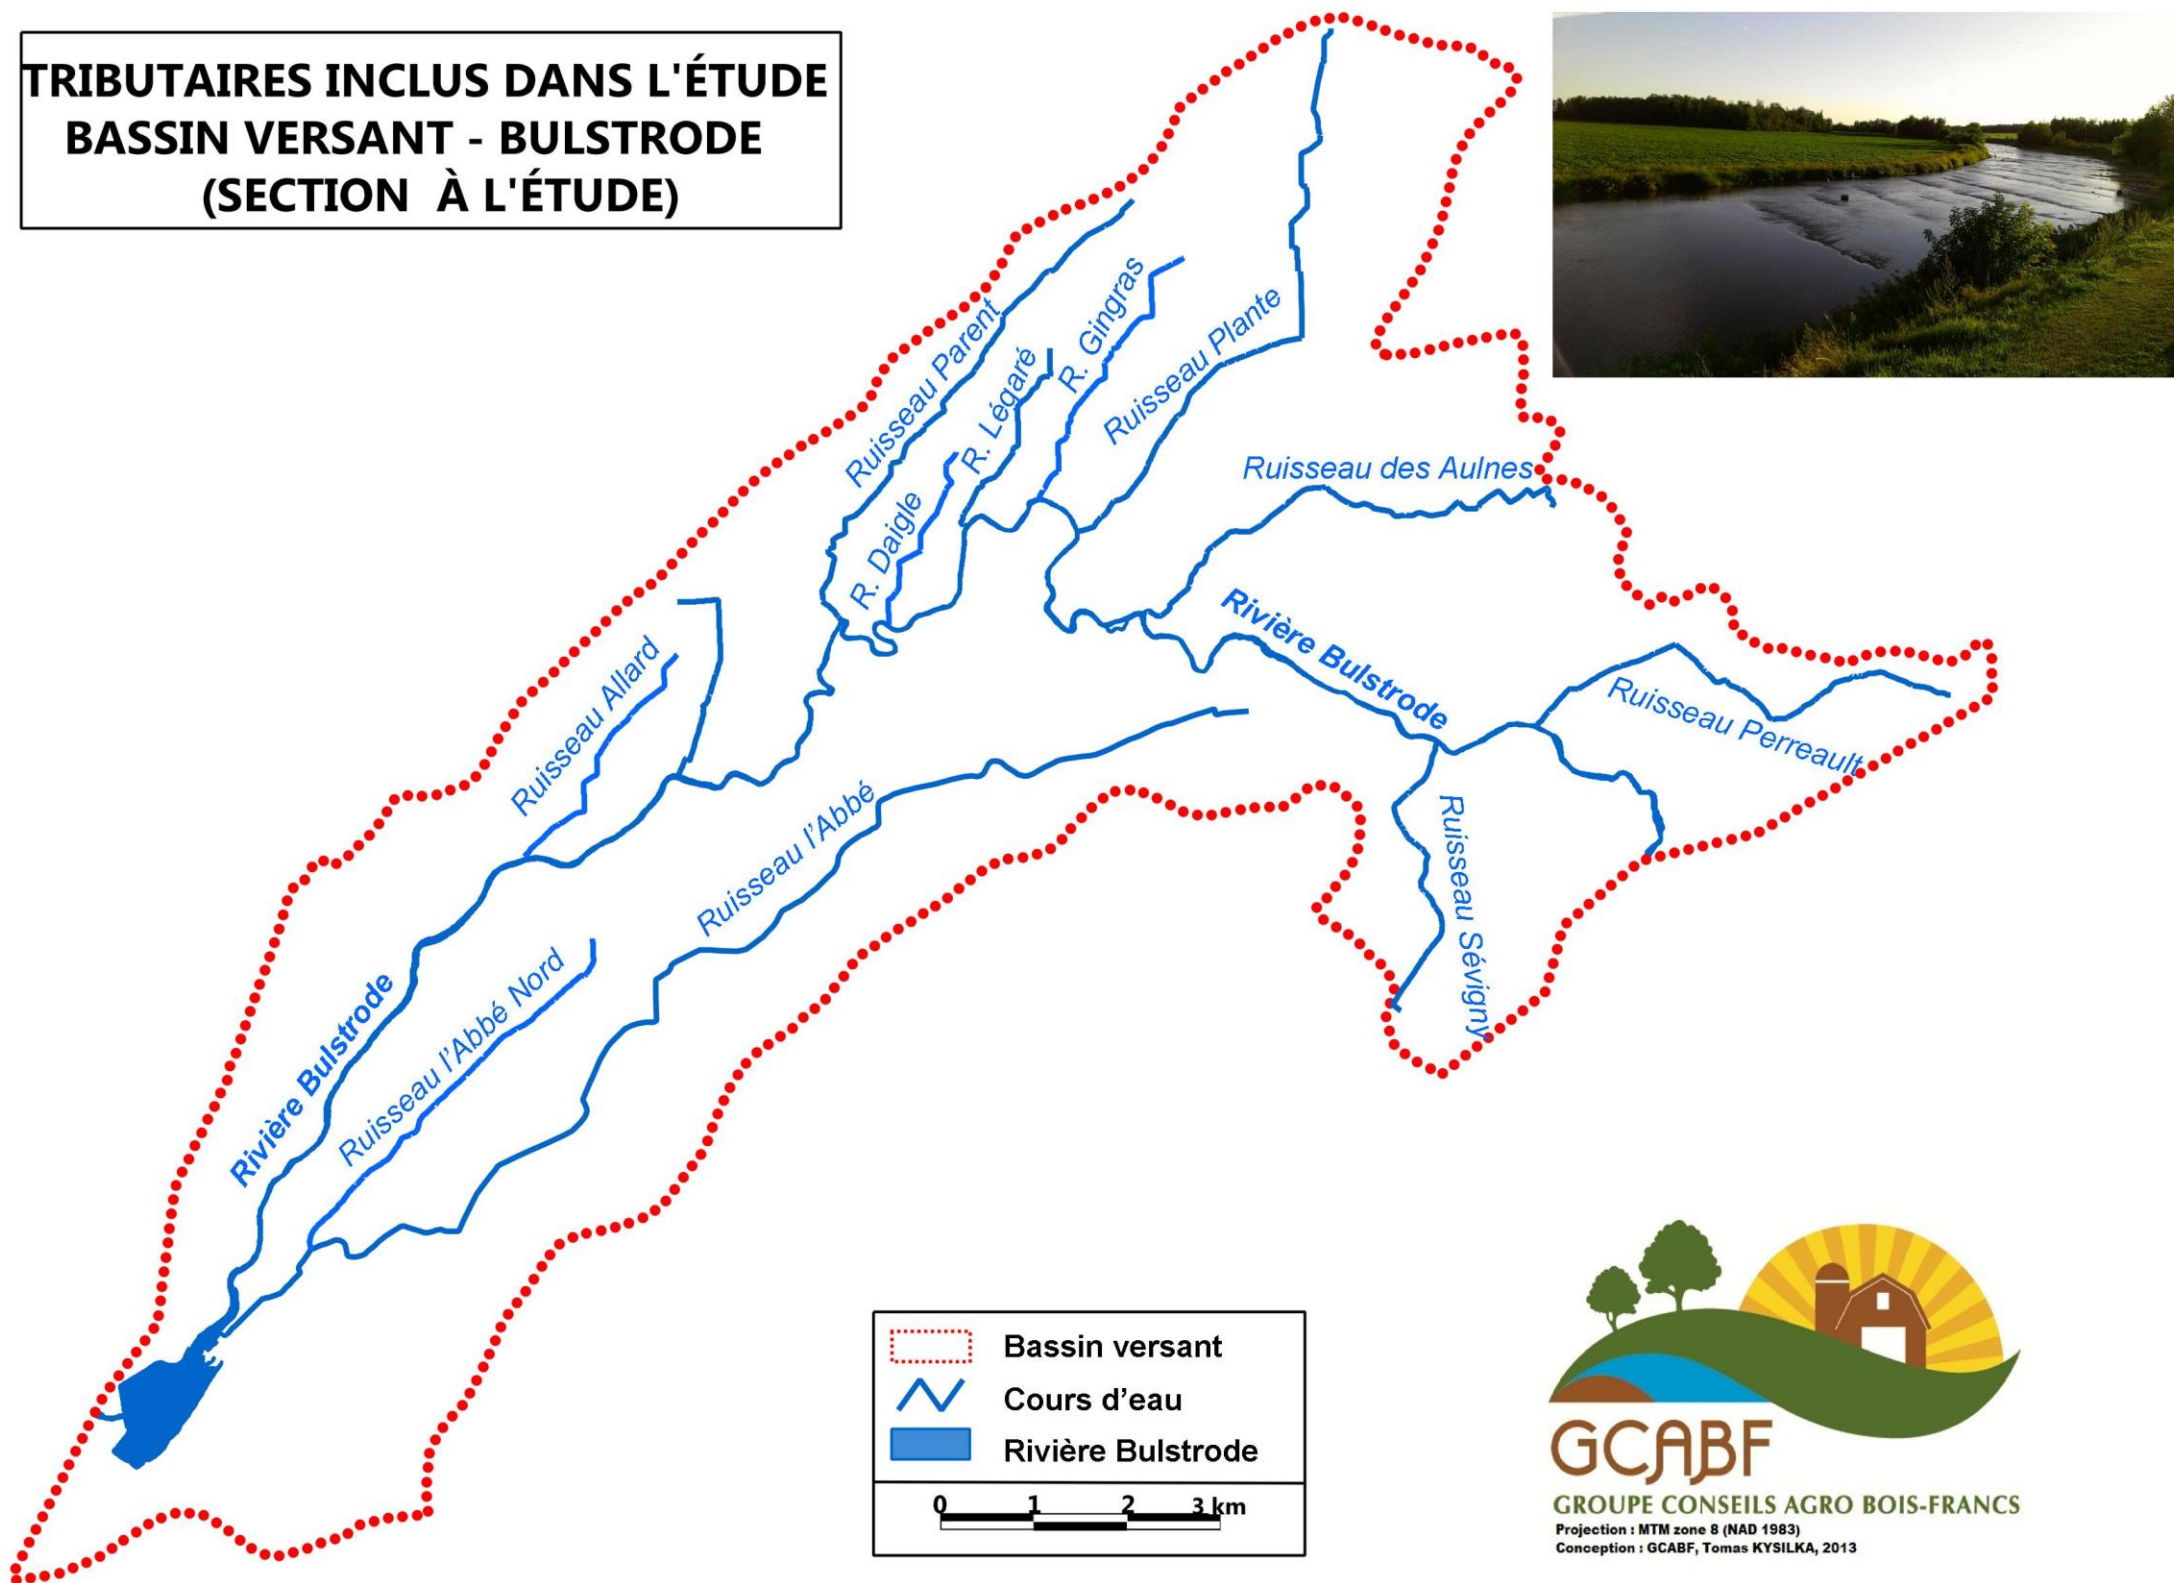 TRIBUTAIRES INCLUS DANS L'ÉTUDE
BASSIN VERSANT - BULSTRODE
(SECTION À L'ÉTUDE)
Ruisseau Parent
R. Légaré
R. Gingras
Ruisseau Plante
R. Daigle
Ruisseau des Aulnes
Rivière Bulstrode
Ruisseau Perreault
Ruisseau Allard
Ruisseau l'Abbé
Ruisseau Sévigny
Rivière Bulstrode
Ruisseau l'Abbé Nord
Bassin versant
Cours d'eau
Rivière Bulstrode
0 1 2 3 km
GCABF
GROUPE CONSEILS AGRO BOIS-FRANCS
Projection : MTM zone 8 (NAD 1983)
Conception : GCABF, Tomas KYSILKA, 2013